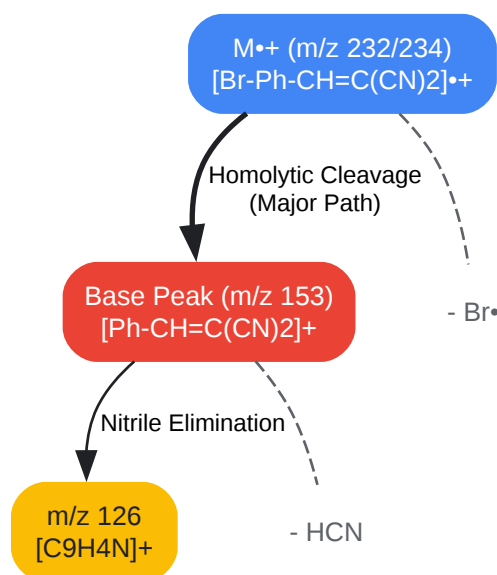 M•+ (m/z 232/234)
[Br-Ph-CH=C(CN)2]•+
Homolytic Cleavage
(Major Path)
Base Peak (m/z 153)
[Ph-CH=C(CN)2]+
- Br•
Nitrile Elimination
m/z 126
[C9H4N]+
- HCN